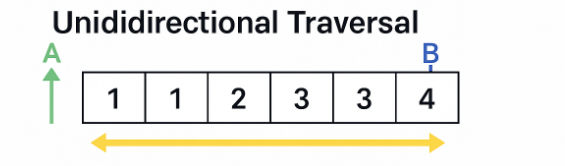 Unididirectional Traversal
A
B
1 1 2 3 3 4